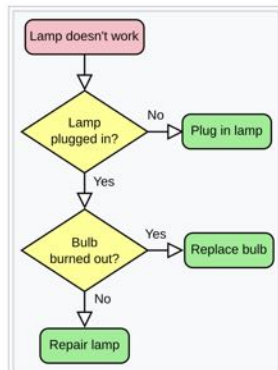 Lamp doesn't work
Lamp
plugged in?
No
Plug in lamp
Yes
Bulb
burned out?
Yes
Replace bulb
No
Repair lamp